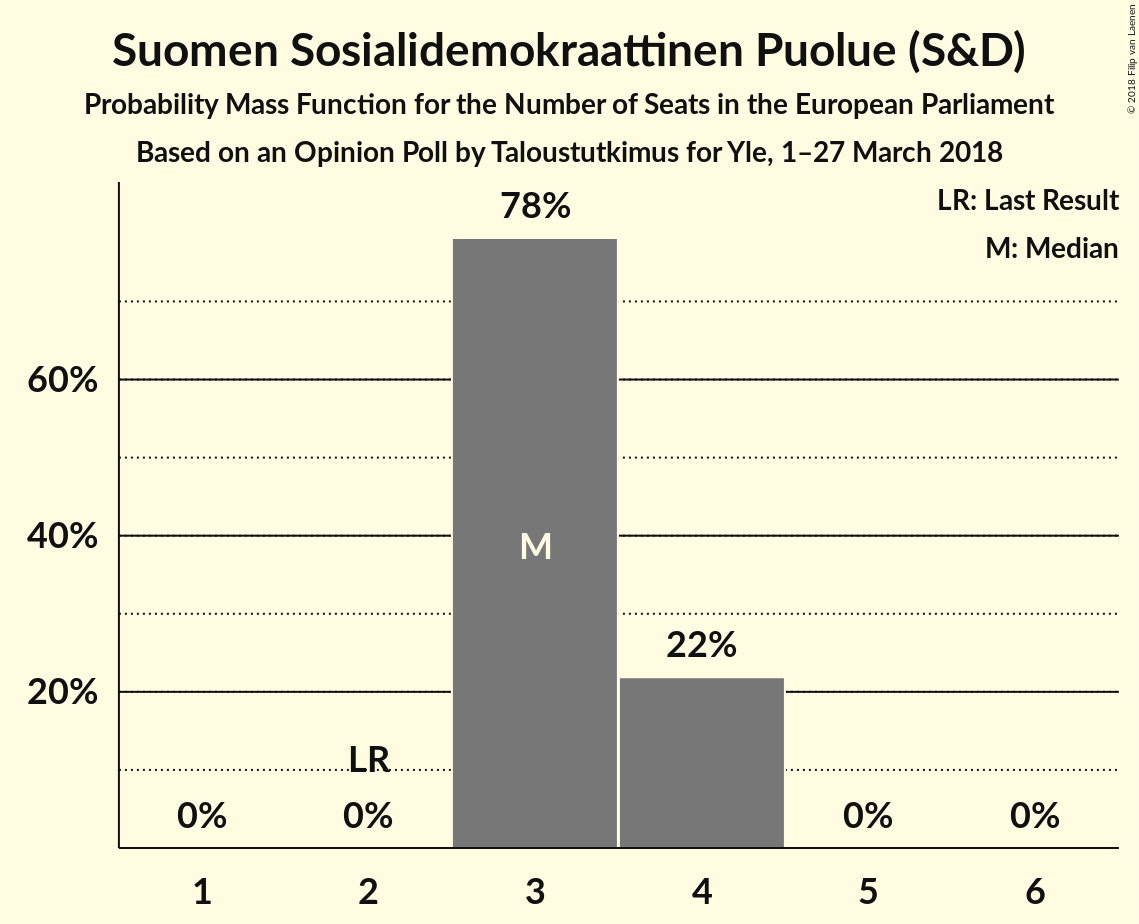 Suomen Sosialidemokraattinen Puolue (S&D)
Probability Mass Function for the Number of Seats in the European Parliament
Based on an Opinion Poll by Taloustutkimus for Yle, 1–27 March 2018
© 2018 Filip van Laenen
LR: Last Result
M: Median
78%
60%
40%
M
22%
20%
LR
0% 0% 0% 0%
1 2 3 4 5 6